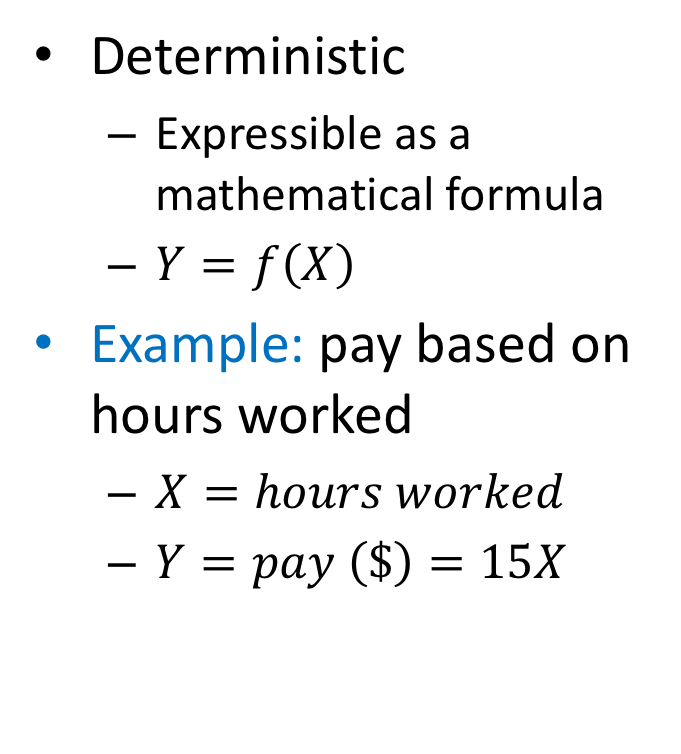 • Deterministic
– Expressible as a
mathematical formula
– Y = f(X)
• Example: pay based on
hours worked
– X = hours worked
– Y = pay ($) = 15X